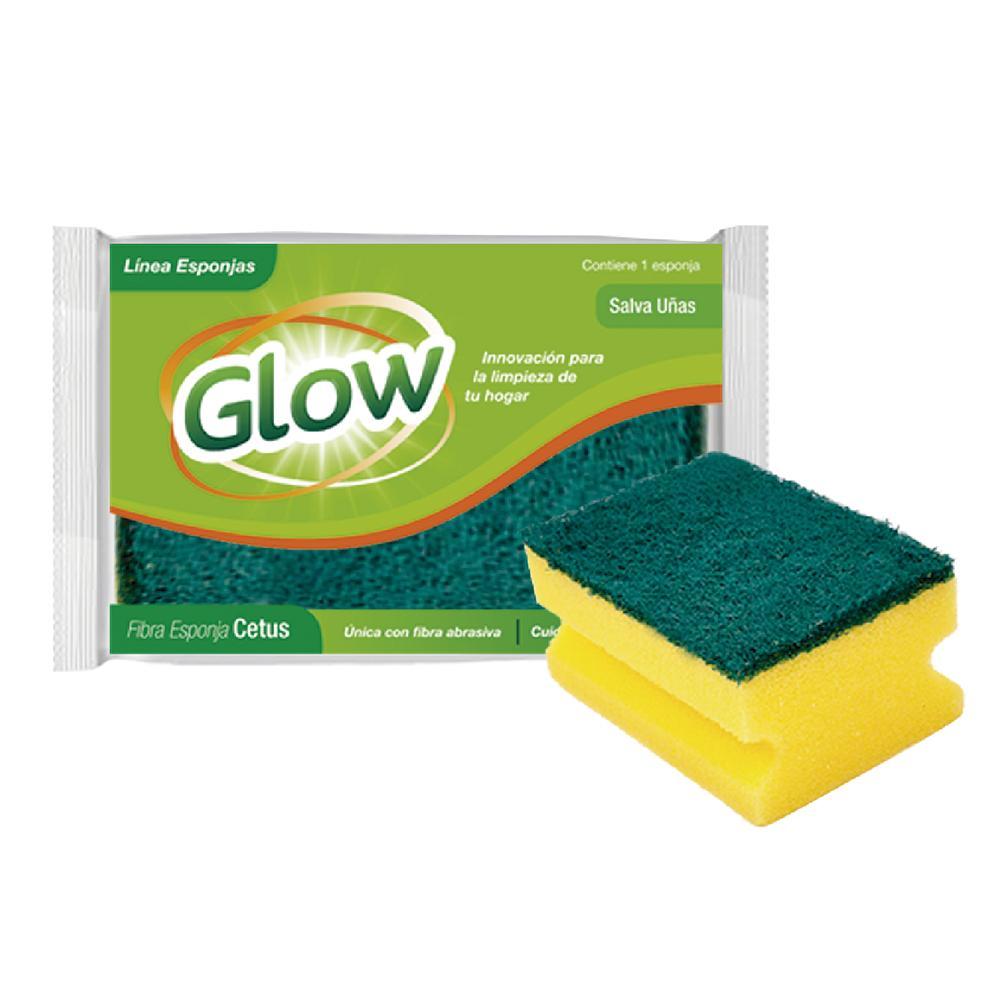 Línea Esponjas
Contiene 1 esponja
Salva Uñas
Glow
Innovación para
la limpieza de
tu hogar
Fibra Esponja Cetus
Única con fibra abrasiva |